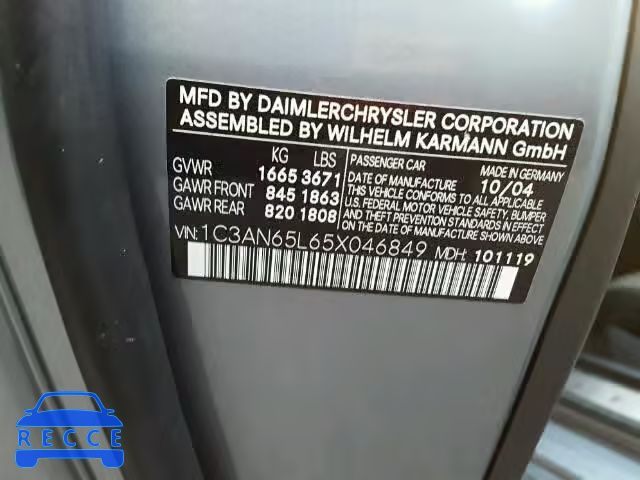 MFD BY DAIMLERCHRYSLER CORPORATION
ASSEMBLED BY WILHELM KARMANN GmbH
KG LBS
GVWR 1665 3671
GAWR FRONT 845 1863
GAWR REAR 820 1808
PASSENGER CAR MADE IN GERMANY
DATE OF MANUFACTURE 10/04
THIS VEHICLE CONFORMS TO ALL APPLICABLE
U.S. FEDERAL MOTOR VEHICLE SAFETY, BUMPER
AND THEFT PREVENTION STANDARDS IN EFFECT
ON THE DATE OF MANUFACTURE SHOWN ABOVE.
VIN: 1C3AN65L65X046849 MDH: 101119
RECCE